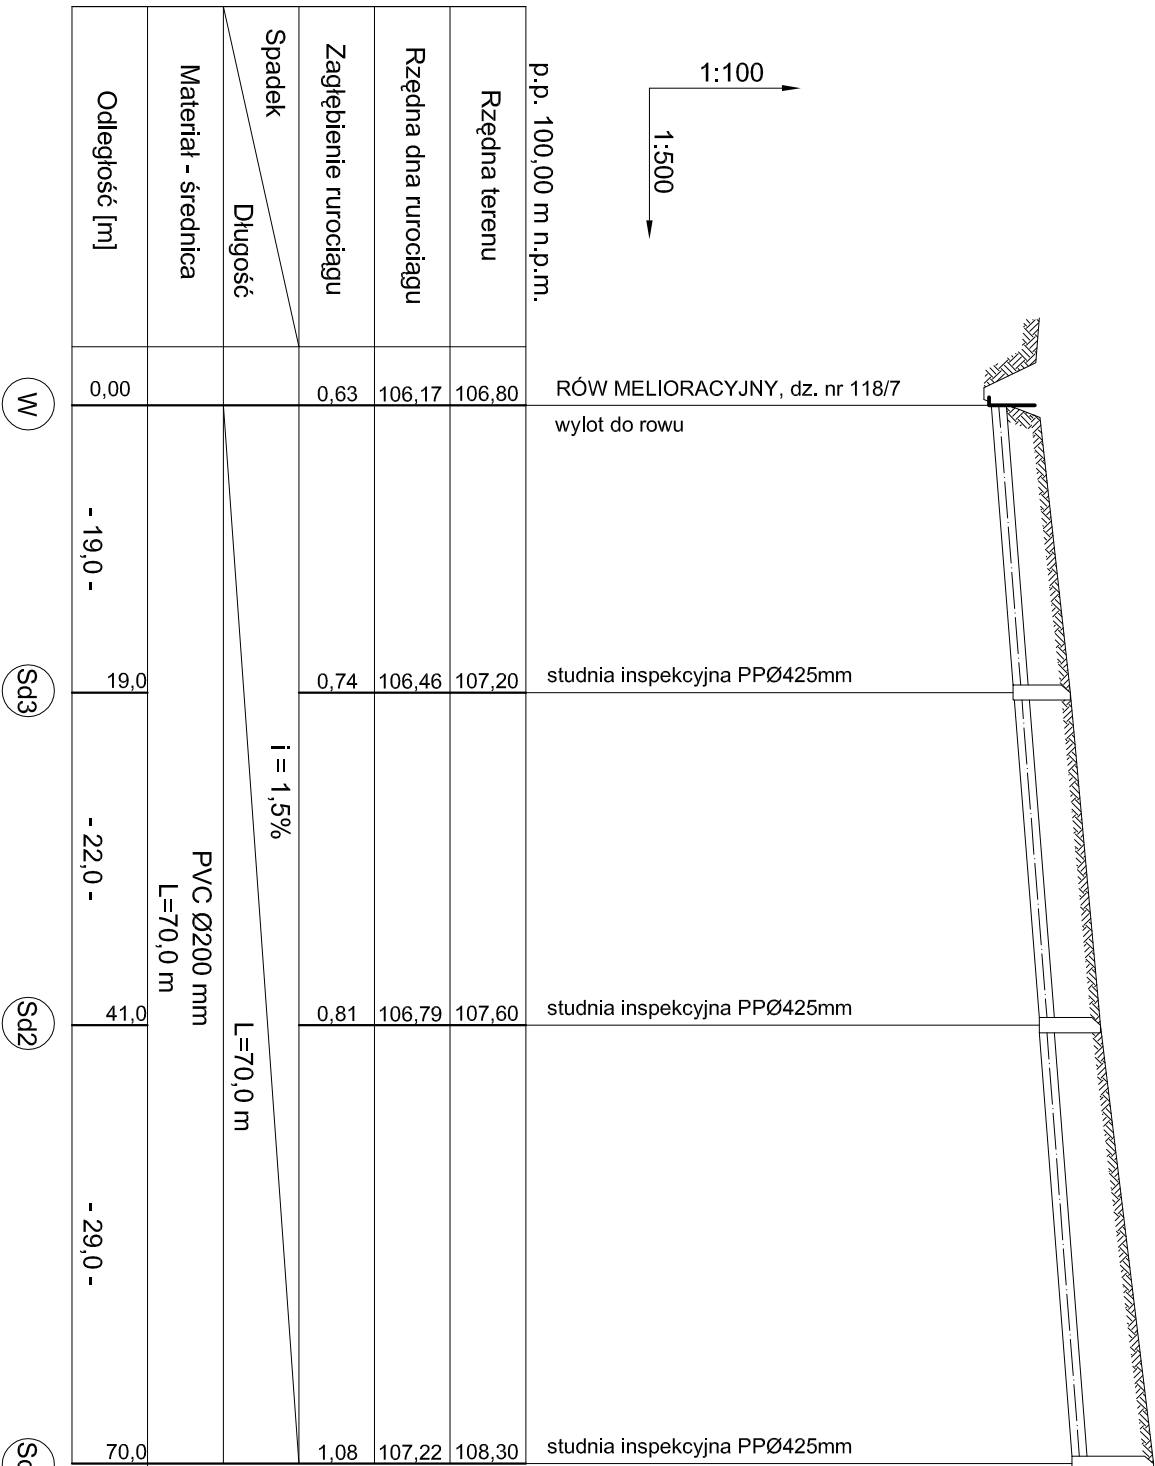 1:100
1:500
p.p. 100,00 m n.p.m.
Rzędna terenu
106,80
107,20
107,60
108,30
Rzędna dna rurociągu
106,17
106,46
106,79
107,22
Zagłębienie rurociągu
0,63
0,74
0,81
1,08
Spadek
Długość
i = 1,5%
L=70,0 m
Materiał - średnica
PVC Ø200 mm
L=70,0 m
Odległość [m]
0,00
- 19,0 -
19,0
- 22,0 -
41,0
- 29,0 -
70,0
RÓW MELIORACYJNY, dz. nr 118/7
wylot do rowu
studnia inspekcyjna PPØ425mm
studnia inspekcyjna PPØ425mm
studnia inspekcyjna PPØ425mm
W
Sd3
Sd2